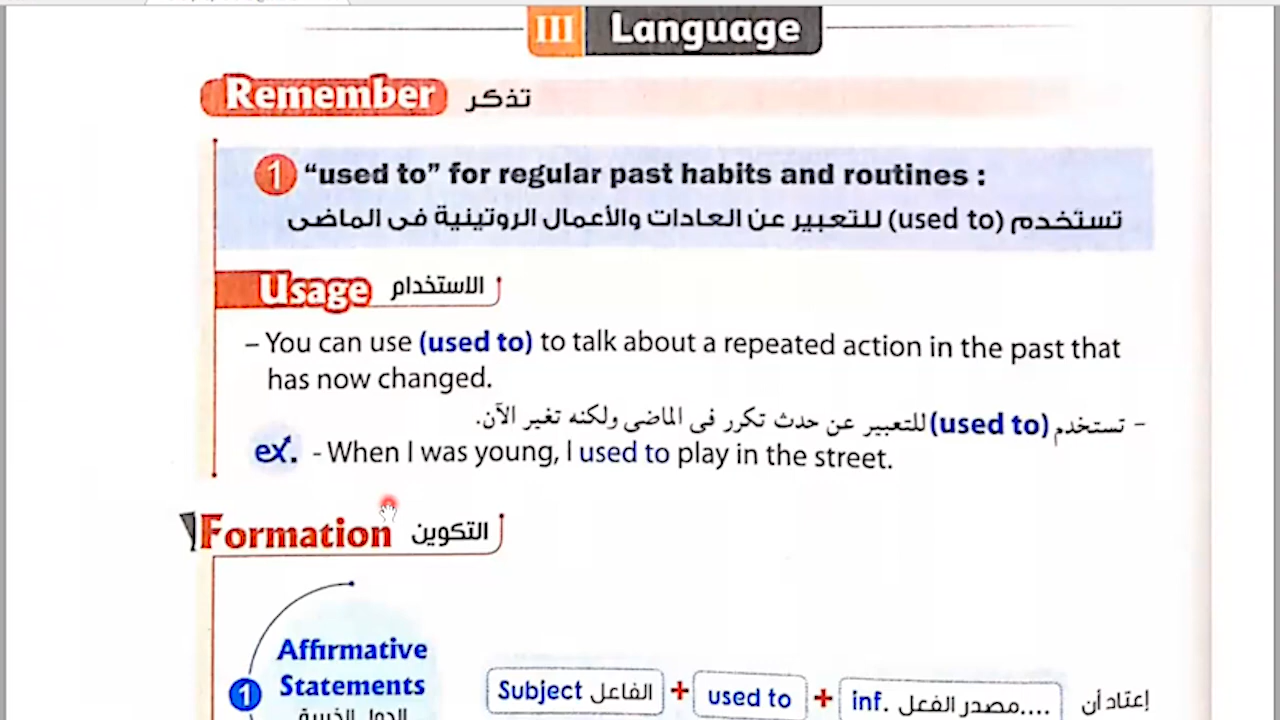 III Language
Remember تذكر
1 “used to” for regular past habits and routines :
تستخدم (used to) للتعبير عن العادات والأعمال الروتينية فى الماضى
Usage الاستخدام
– You can use (used to) to talk about a repeated action in the past that
has now changed.
– تستخدم (used to) للتعبير عن حدث تكرر فى الماضى ولكنه تغير الآن.
ex. - When I was young, I used to play in the street.
Formation التكوين
Affirmative
1 Statements
Subject الفاعل + used to + inf. مصدر الفعل.... إعتاد أن